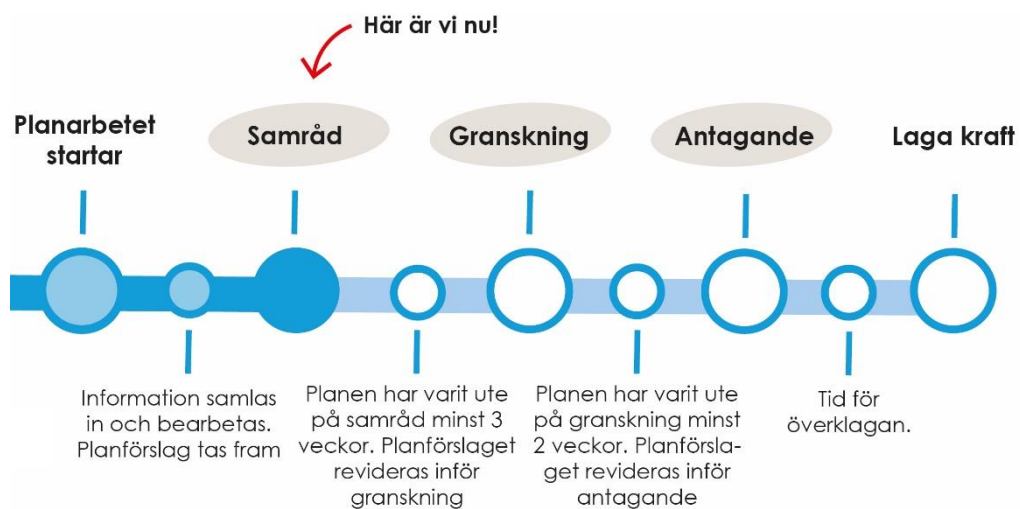 Här är vi nu!
Planarbetet
startar
Samråd
Granskning
Antagande
Laga kraft
Information samlas
in och bearbetas.
Planförslag tas fram
Planen har varit ute
på samråd minst 3
veckor. Planförslaget
revideras inför
granskning
Planen har varit ute
på granskning minst
2 veckor. Planförsla-
get revideras inför
antagande
Tid för
överklagan.